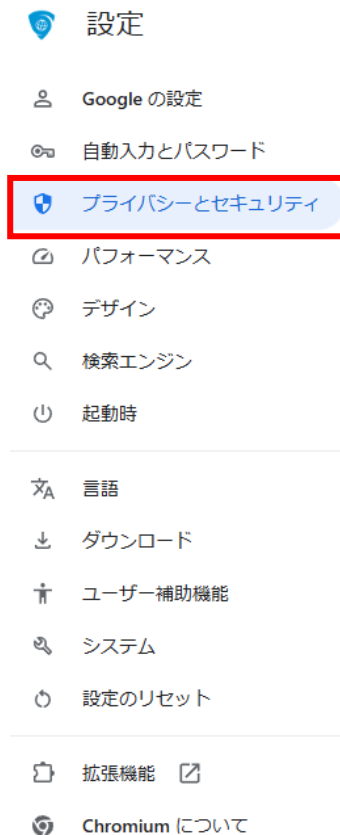 設定
Google の設定
自動入力とパスワード
プライバシーとセキュリティ
パフォーマンス
デザイン
検索エンジン
起動時
言語
ダウンロード
ユーザー補助機能
システム
設定のリセット
拡張機能
Chromium について